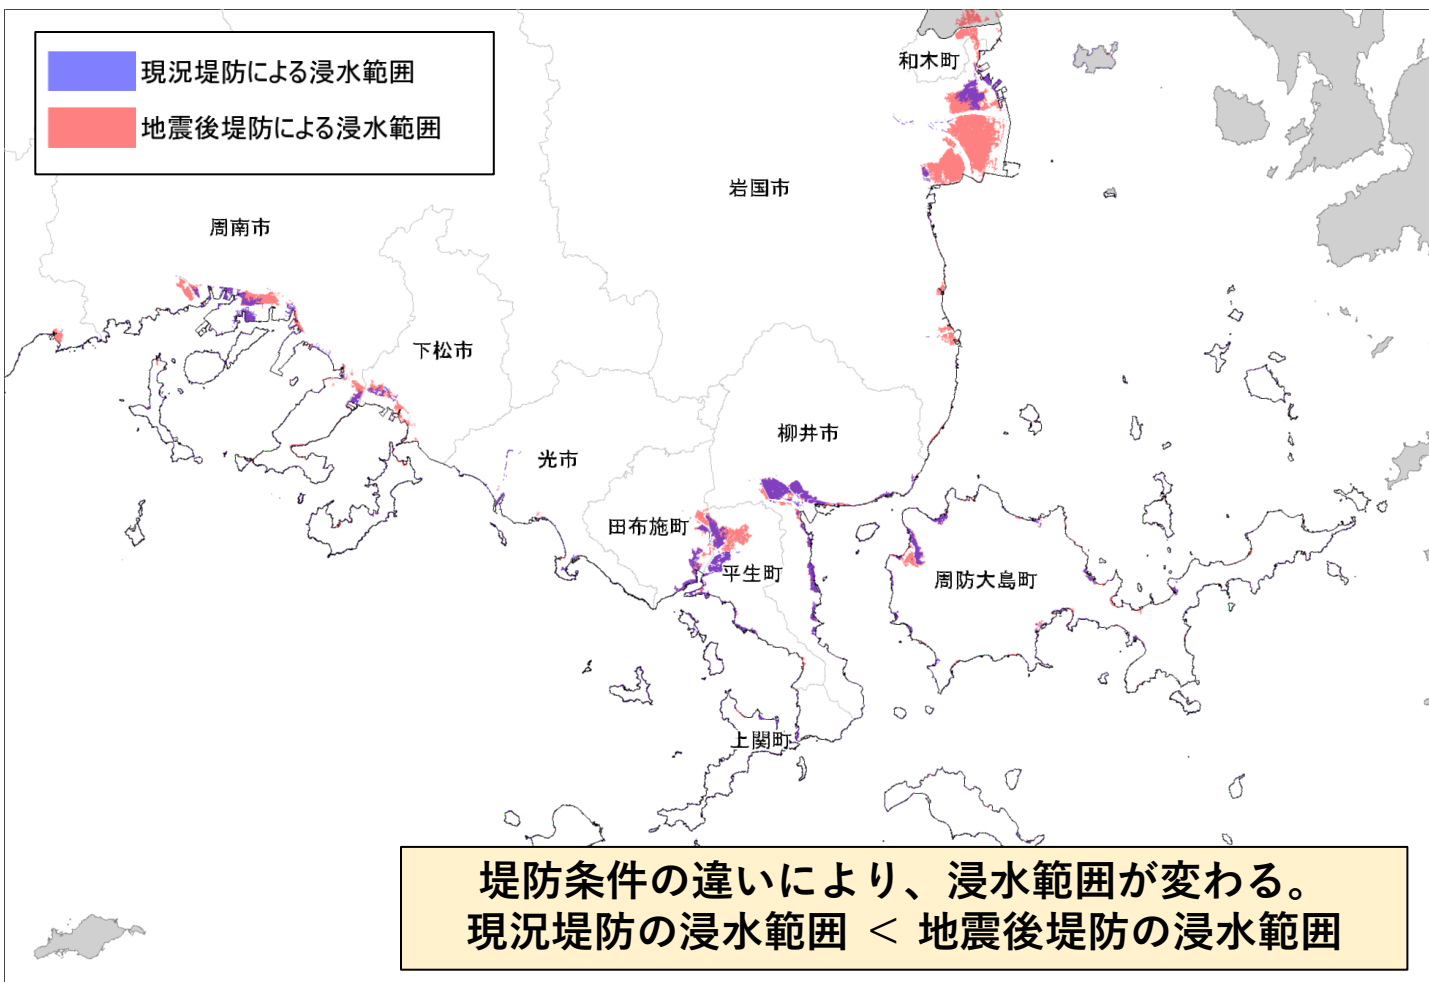 現況堤防による浸水範囲
地震後堤防による浸水範囲
和木町
岩国市
周南市
下松市
柳井市
光市
田布施町
平生町
周防大島町
上関町
堤防条件の違いにより、浸水範囲が変わる。
現況堤防の浸水範囲 < 地震後堤防の浸水範囲